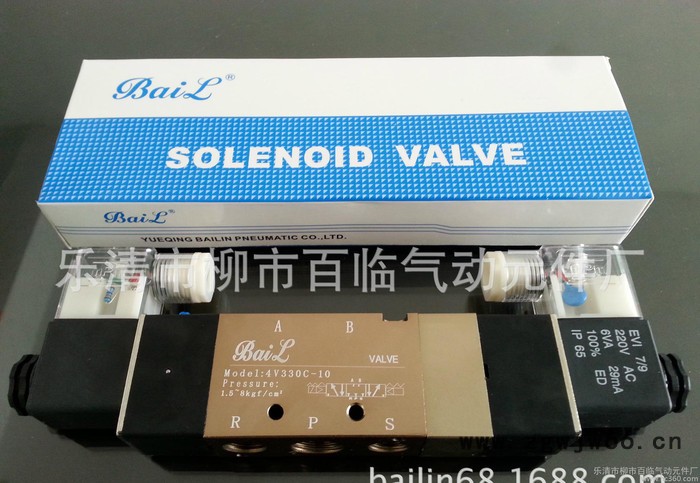 BaiL®
SOLENOID VALVE
BaiL®
YUEQING BAILIN PNEUMATIC CO.,LTD.
乐清市柳市百临气动元件厂
A B
BaiL
VALVE
Model:4V330C-10
Pressure:
1.5~8kgf/cm²
R P S
EVI 7/9
220V AC
6VA 29mA
100% ED
IP 65
bailin68.1688.com
乐清市柳市百临气动元件厂